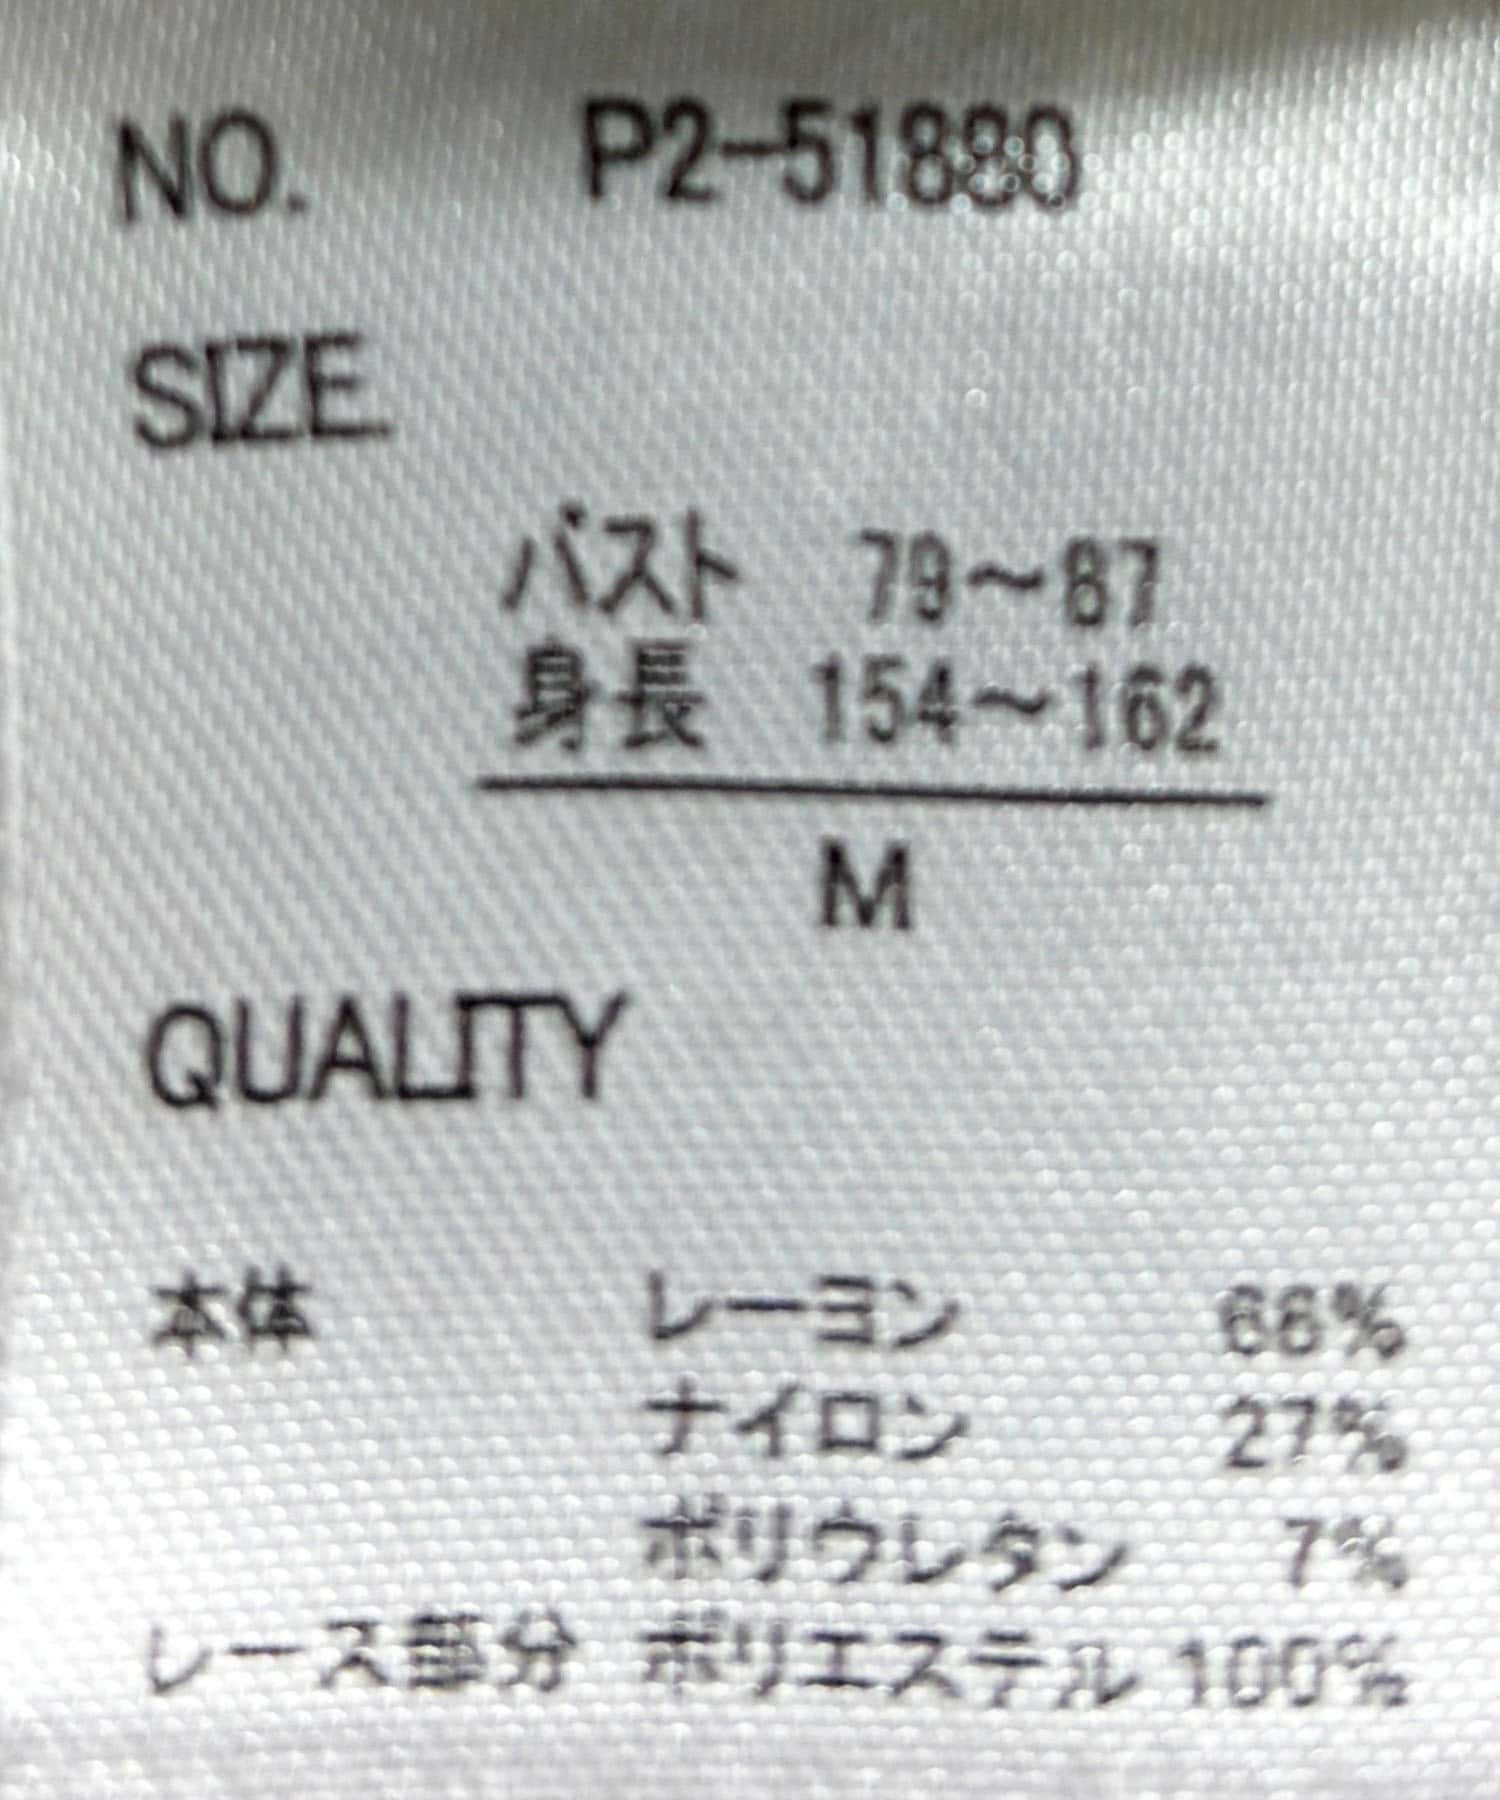 NO. P2-51880
SIZE
バスト 79～87
身長 154～162
M
QUALITY
本体 レーヨン 66%
ナイロン 27%
ポリウレタン 7%
レース部分 ポリエステル 100%